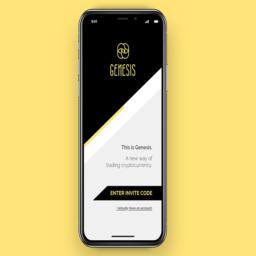 9:41
GENESIS
This is Genesis.
A new way of
trading cryptocurrency.
ENTER INVITE CODE
I already have an account